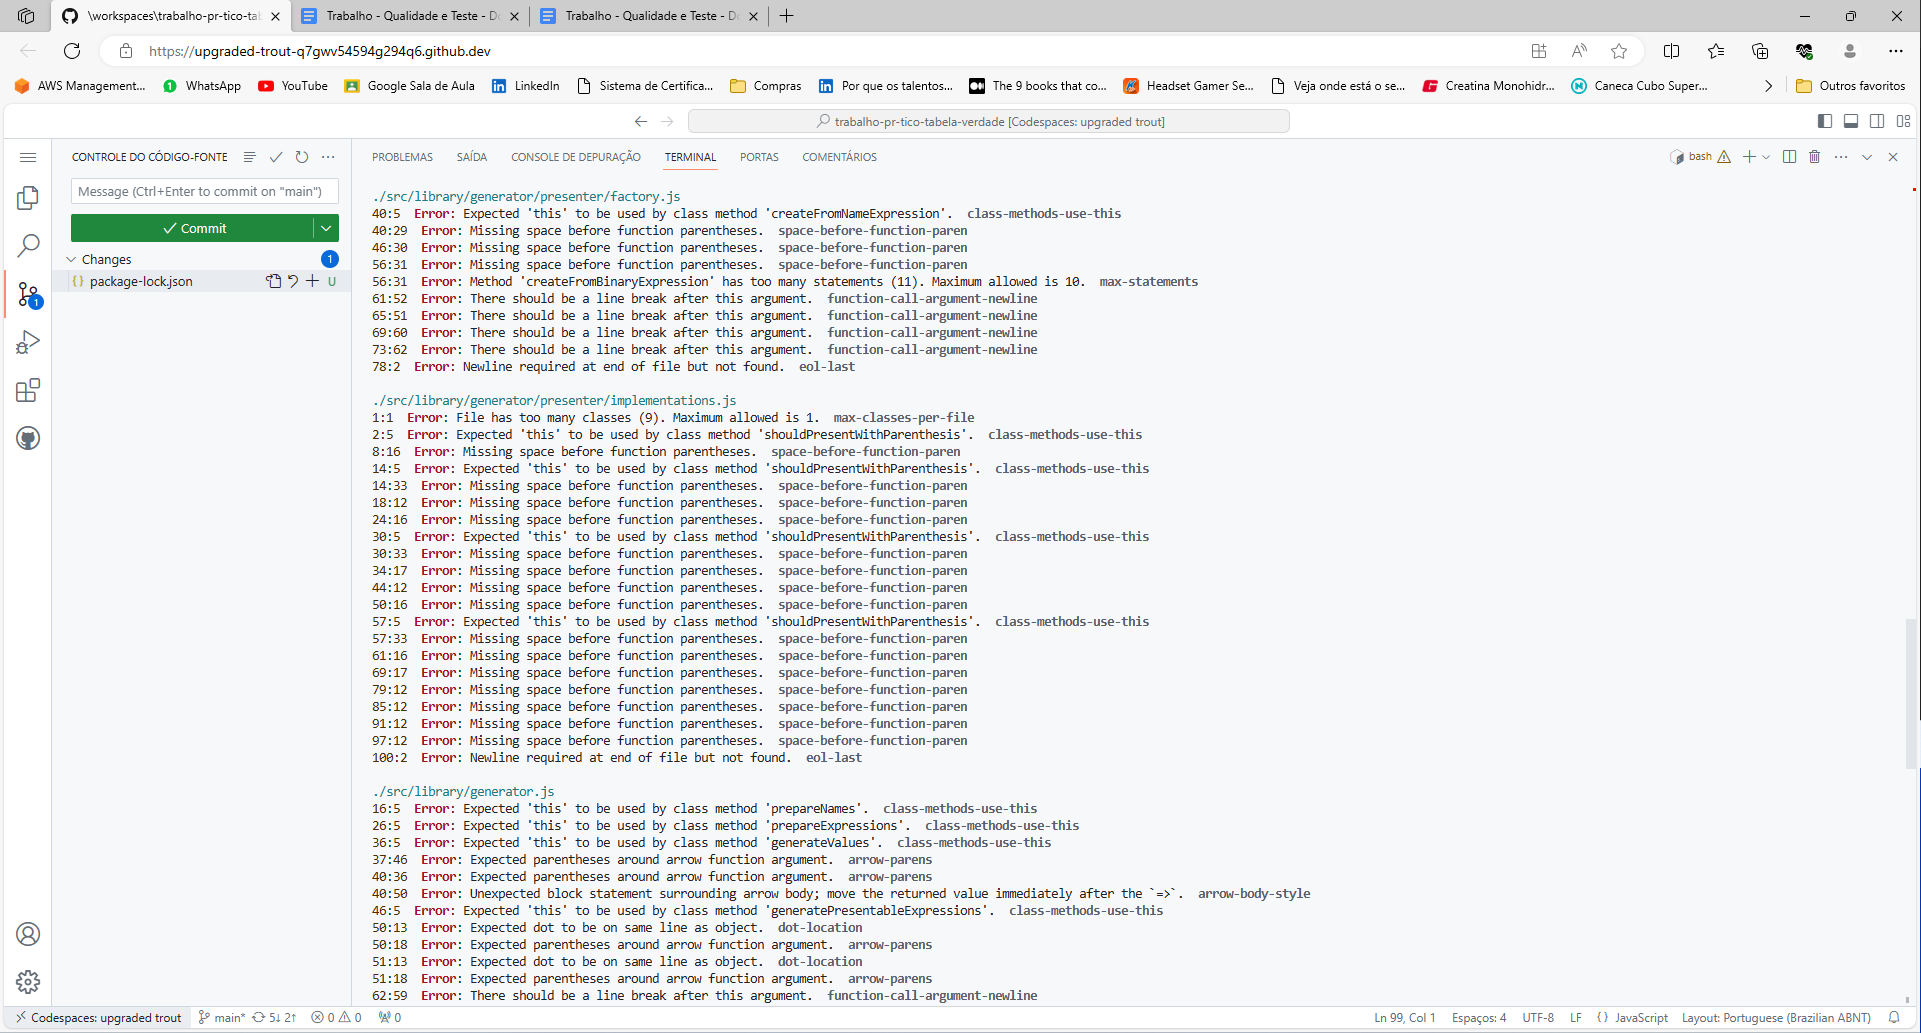 \workspaces\trabalho-pr-tico-tab
Trabalho - Qualidade e Teste - Do
Trabalho - Qualidade e Teste - Do
https://upgraded-trout-q7gwv54594g294q6.github.dev
AWS Management...
WhatsApp
YouTube
Google Sala de Aula
LinkedIn
Sistema de Certifica...
Compras
Por que os talentos...
The 9 books that co...
Headset Gamer Se...
Veja onde está o se...
Creatina Monohidr...
Caneca Cubo Super...
Outros favoritos
trabalho-pr-tico-tabela-verdade [Codespaces: upgraded trout]
CONTROLE DO CÓDIGO-FONTE
Message (Ctrl+Enter to commit on "main")
Commit
Changes 1
package-lock.json U
1
PROBLEMAS SAÍDA CONSOLE DE DEPURAÇÃO TERMINAL PORTAS COMENTÁRIOS
bash
./src/library/generator/presenter/factory.js
40:5 Error: Expected 'this' to be used by class method 'createFromNameExpression'. class-methods-use-this
40:29 Error: Missing space before function parentheses. space-before-function-paren
46:30 Error: Missing space before function parentheses. space-before-function-paren
56:31 Error: Missing space before function parentheses. space-before-function-paren
56:31 Error: Method 'createFromBinaryExpression' has too many statements (11). Maximum allowed is 10. max-statements
61:52 Error: There should be a line break after this argument. function-call-argument-newline
65:51 Error: There should be a line break after this argument. function-call-argument-newline
69:60 Error: There should be a line break after this argument. function-call-argument-newline
73:62 Error: There should be a line break after this argument. function-call-argument-newline
78:2 Error: Newline required at end of file but not found. eol-last
./src/library/generator/presenter/implementations.js
1:1 Error: File has too many classes (9). Maximum allowed is 1. max-classes-per-file
2:5 Error: Expected 'this' to be used by class method 'shouldPresentWithParenthesis'. class-methods-use-this
8:16 Error: Missing space before function parentheses. space-before-function-paren
14:5 Error: Expected 'this' to be used by class method 'shouldPresentWithParenthesis'. class-methods-use-this
14:33 Error: Missing space before function parentheses. space-before-function-paren
18:12 Error: Missing space before function parentheses. space-before-function-paren
24:16 Error: Missing space before function parentheses. space-before-function-paren
30:5 Error: Expected 'this' to be used by class method 'shouldPresentWithParenthesis'. class-methods-use-this
30:33 Error: Missing space before function parentheses. space-before-function-paren
34:17 Error: Missing space before function parentheses. space-before-function-paren
44:12 Error: Missing space before function parentheses. space-before-function-paren
50:16 Error: Missing space before function parentheses. space-before-function-paren
57:5 Error: Expected 'this' to be used by class method 'shouldPresentWithParenthesis'. class-methods-use-this
57:33 Error: Missing space before function parentheses. space-before-function-paren
61:16 Error: Missing space before function parentheses. space-before-function-paren
69:17 Error: Missing space before function parentheses. space-before-function-paren
79:12 Error: Missing space before function parentheses. space-before-function-paren
85:12 Error: Missing space before function parentheses. space-before-function-paren
91:12 Error: Missing space before function parentheses. space-before-function-paren
97:12 Error: Missing space before function parentheses. space-before-function-paren
100:2 Error: Newline required at end of file but not found. eol-last
./src/library/generator.js
16:5 Error: Expected 'this' to be used by class method 'prepareNames'. class-methods-use-this
26:5 Error: Expected 'this' to be used by class method 'prepareExpressions'. class-methods-use-this
36:5 Error: Expected 'this' to be used by class method 'generateValues'. class-methods-use-this
37:46 Error: Expected parentheses around arrow function argument. arrow-parens
40:36 Error: Expected parentheses around arrow function argument. arrow-parens
40:50 Error: Unexpected block statement surrounding arrow body; move the returned value immediately after the `=>`. arrow-body-style
46:5 Error: Expected 'this' to be used by class method 'generatePresentableExpressions'. class-methods-use-this
50:13 Error: Expected dot to be on same line as object. dot-location
50:18 Error: Expected parentheses around arrow function argument. arrow-parens
51:13 Error: Expected dot to be on same line as object. dot-location
51:18 Error: Expected parentheses around arrow function argument. arrow-parens
62:59 Error: There should be a line break after this argument. function-call-argument-newline
Codespaces: upgraded trout main* 5↓ 2↑ 0 0 0
Ln 99, Col 1 Espaços: 4 UTF-8 LF {} JavaScript Layout: Portuguese (Brazilian ABNT)